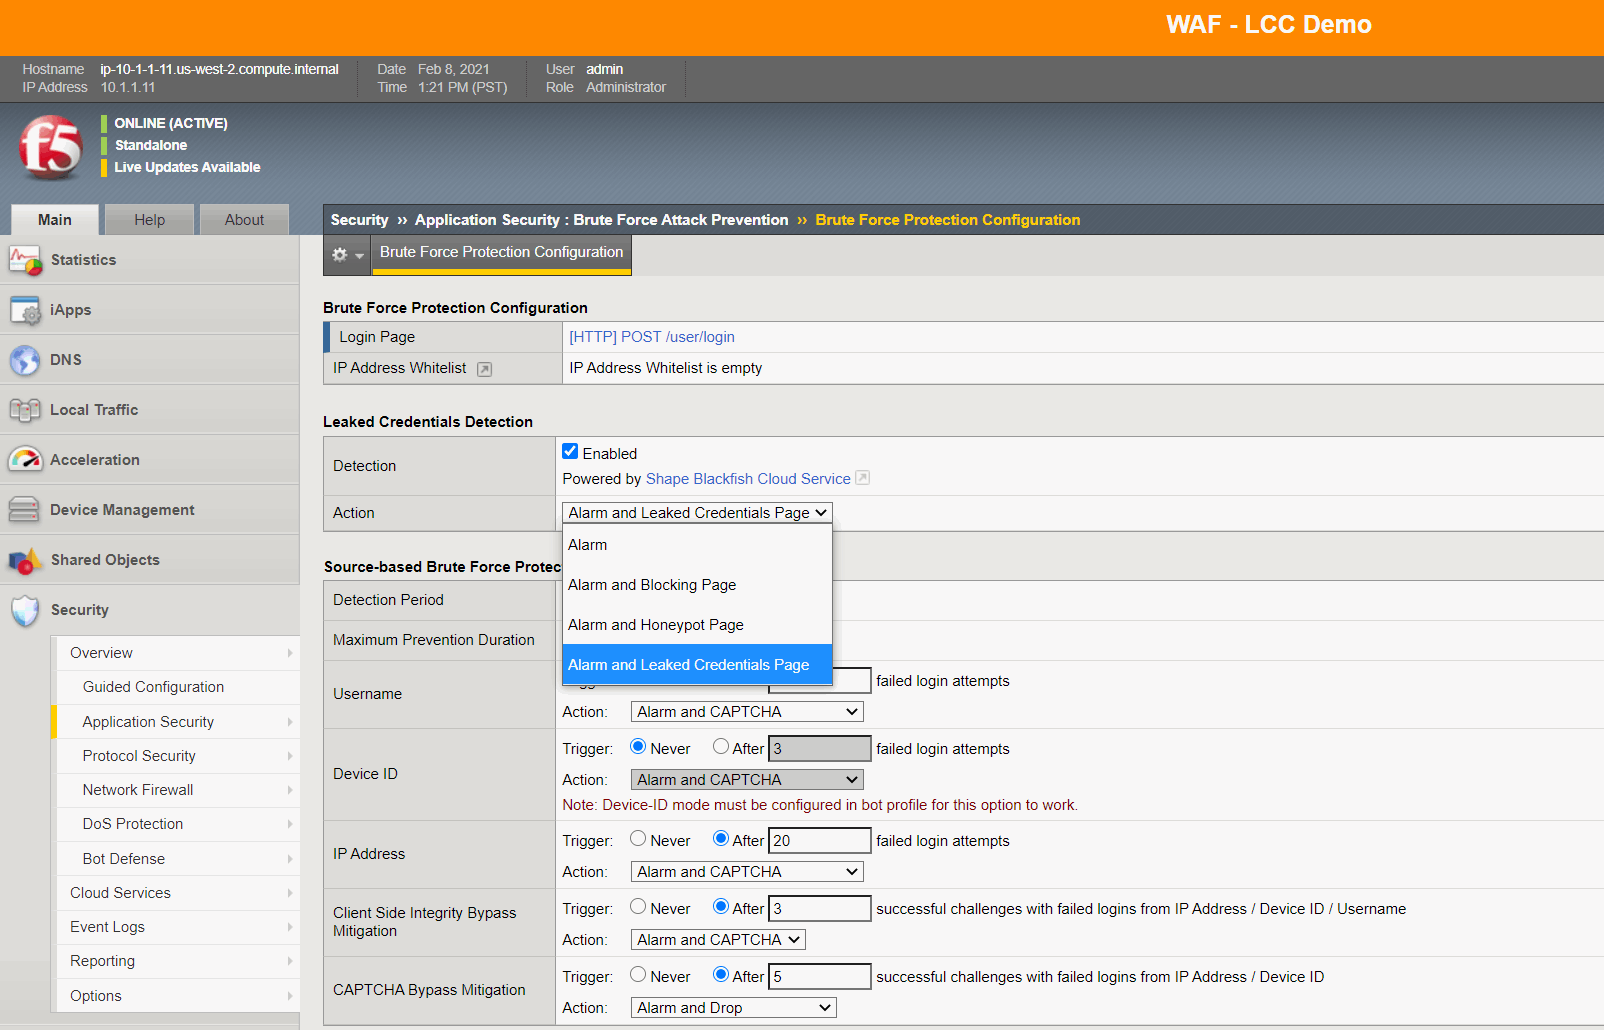 WAF - LCC Demo
Hostname ip-10-1-1-11.us-west-2.compute.internal
IP Address 10.1.1.11
Date Feb 8, 2021
Time 1:21 PM (PST)
User admin
Role Administrator
f5
ONLINE (ACTIVE)
Standalone
Live Updates Available
Main Help About
Statistics
iApps
DNS
Local Traffic
Acceleration
Device Management
Shared Objects
Security
Overview
Guided Configuration
Application Security
Protocol Security
Network Firewall
DoS Protection
Bot Defense
Cloud Services
Event Logs
Reporting
Options
Security ›› Application Security : Brute Force Attack Prevention ›› Brute Force Protection Configuration
Brute Force Protection Configuration
Brute Force Protection Configuration
Login Page [HTTP] POST /user/login
IP Address Whitelist IP Address Whitelist is empty
Leaked Credentials Detection
Detection Enabled
Powered by Shape Blackfish Cloud Service
Action Alarm and Leaked Credentials Page
Alarm
Alarm and Blocking Page
Alarm and Honeypot Page
Alarm and Leaked Credentials Page
Source-based Brute Force Protec
Detection Period
Maximum Prevention Duration
Username failed login attempts
Action: Alarm and CAPTCHA
Device ID
Trigger: Never After 3 failed login attempts
Action: Alarm and CAPTCHA
Note: Device-ID mode must be configured in bot profile for this option to work.
IP Address
Trigger: Never After 20 failed login attempts
Action: Alarm and CAPTCHA
Client Side Integrity Bypass
Mitigation
Trigger: Never After 3 successful challenges with failed logins from IP Address / Device ID / Username
Action: Alarm and CAPTCHA
CAPTCHA Bypass Mitigation
Trigger: Never After 5 successful challenges with failed logins from IP Address / Device ID
Action: Alarm and Drop